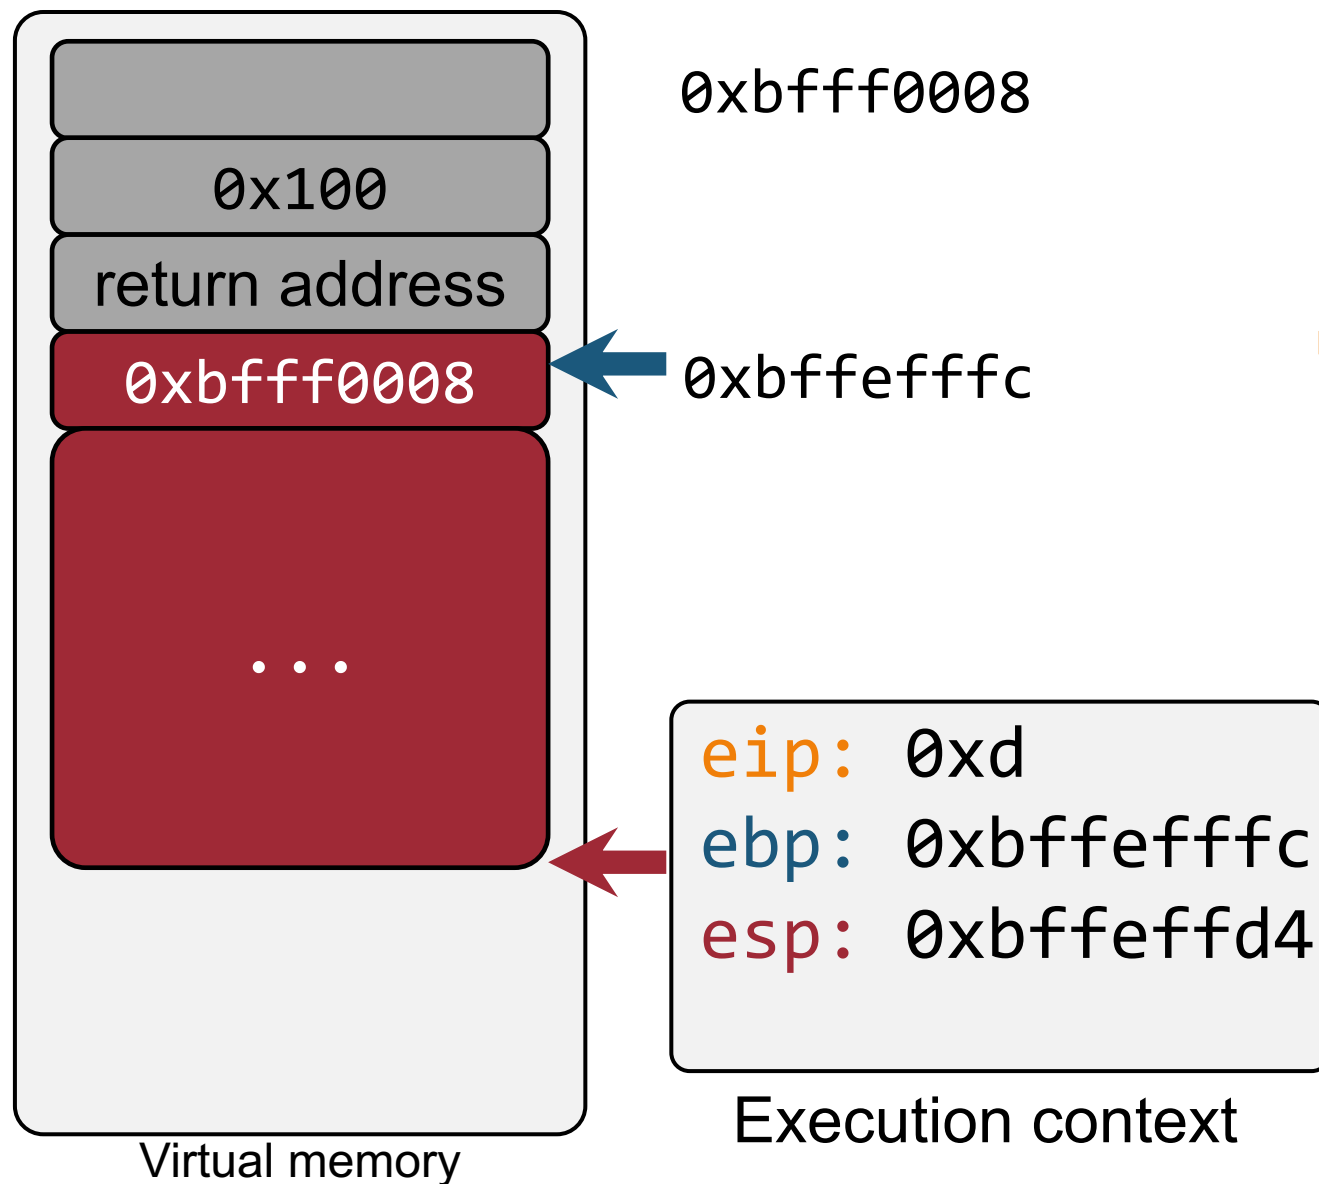 0xbfff0008
0x100
return address
0xbfff0008
0xbffefffc
...
eip: 0xd
ebp: 0xbffefffc
esp: 0xbffeffd4
Execution context
Virtual memory